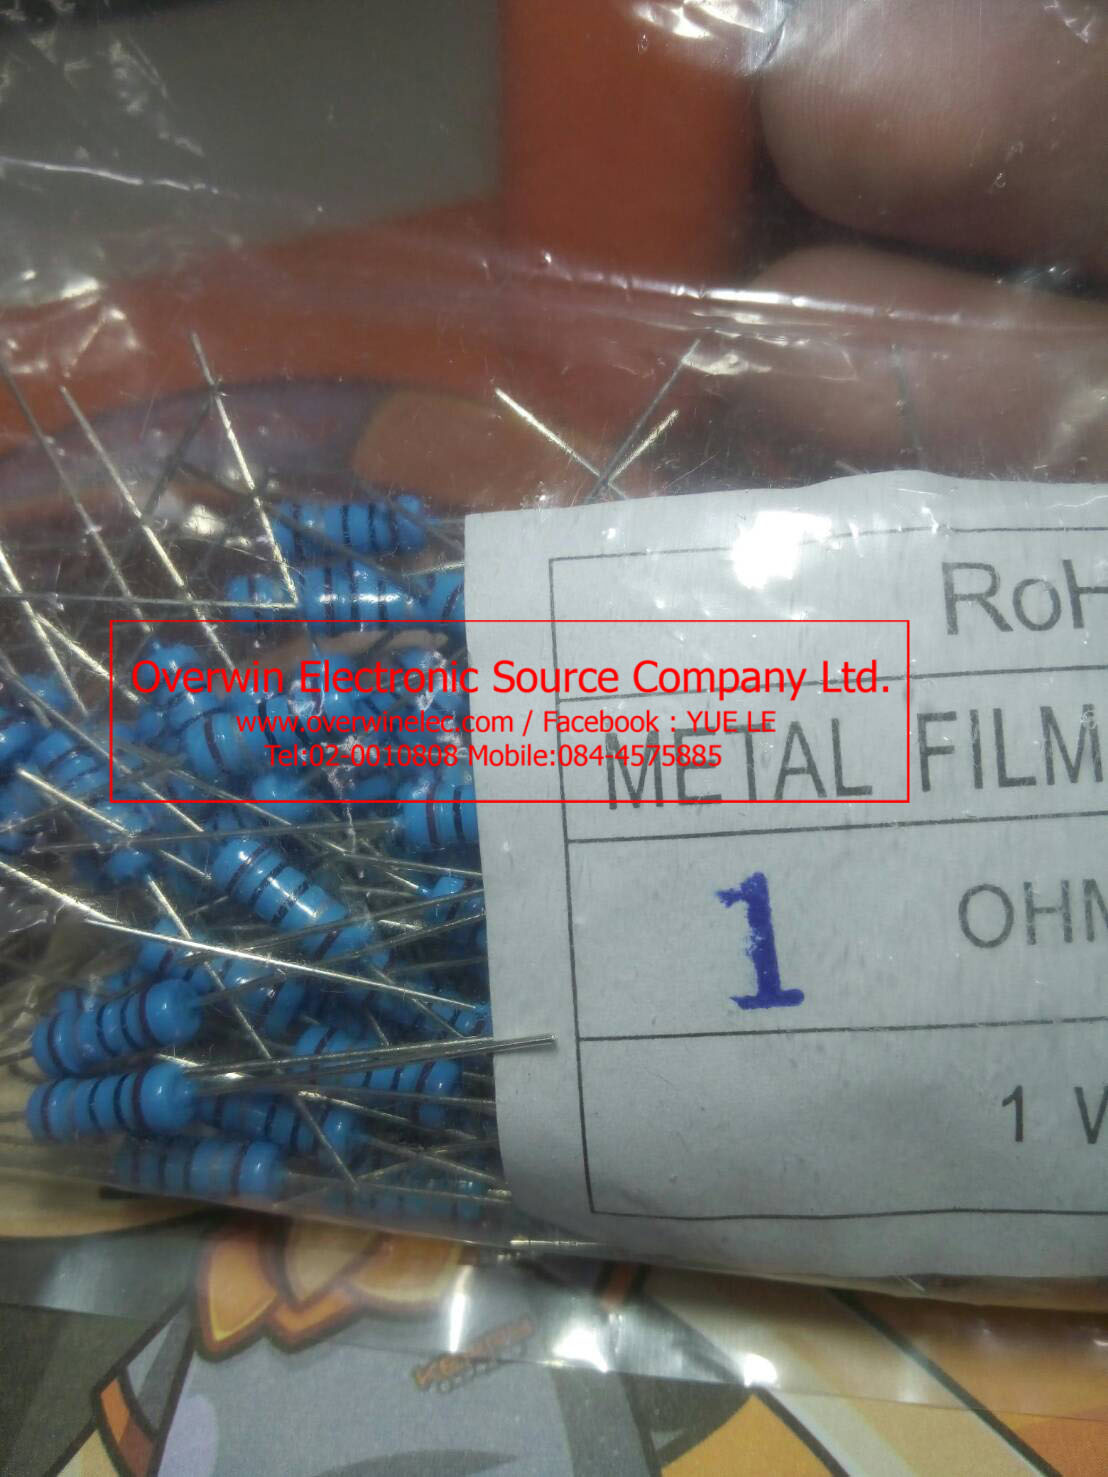 RoH
Overwin Electronic Source Company Ltd.
www.overwinelec.com / Facebook : YUE LE
Tel:02-0010808 Mobile:084-4575885
METAL FILM
1 OHM
1 W